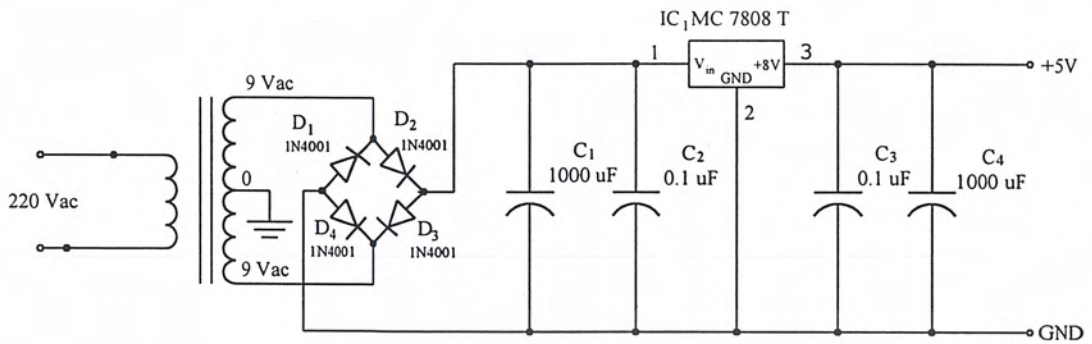 IC1 MC 7808 T
9 Vac
1
Vin
+8V
GND
3
+5V
2
D1
1N4001
D2
1N4001
C1
1000 uF
C2
0.1 uF
C3
0.1 uF
C4
1000 uF
0
220 Vac
D4
1N4001
D3
1N4001
9 Vac
GND